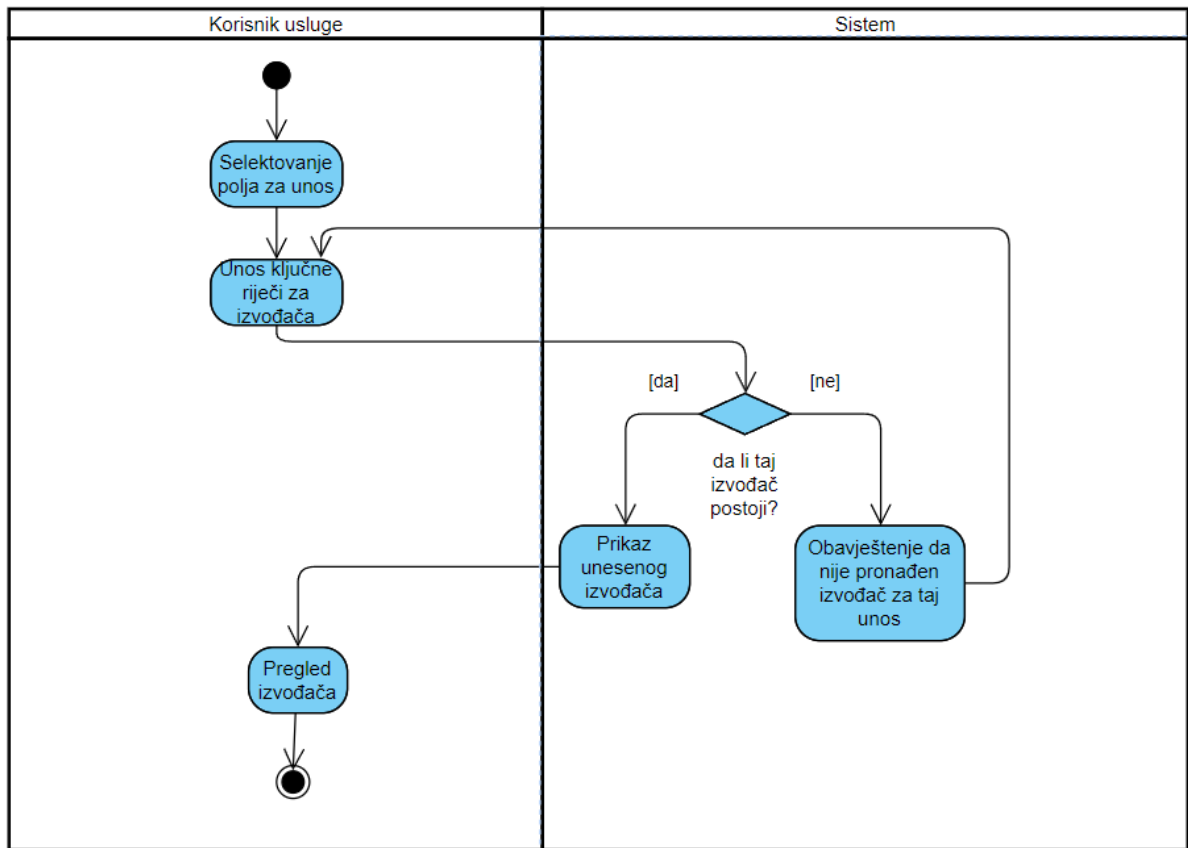 Korisnik usluge
Sistem
Selektovanje
polja za unos
Unos ključne
riječi za
izvođača
[da]
[ne]
da li taj
izvođač
postoji?
Prikaz
unesenog
izvođača
Obavještenje da
nije pronađen
izvođač za taj
unos
Pregled
izvođača